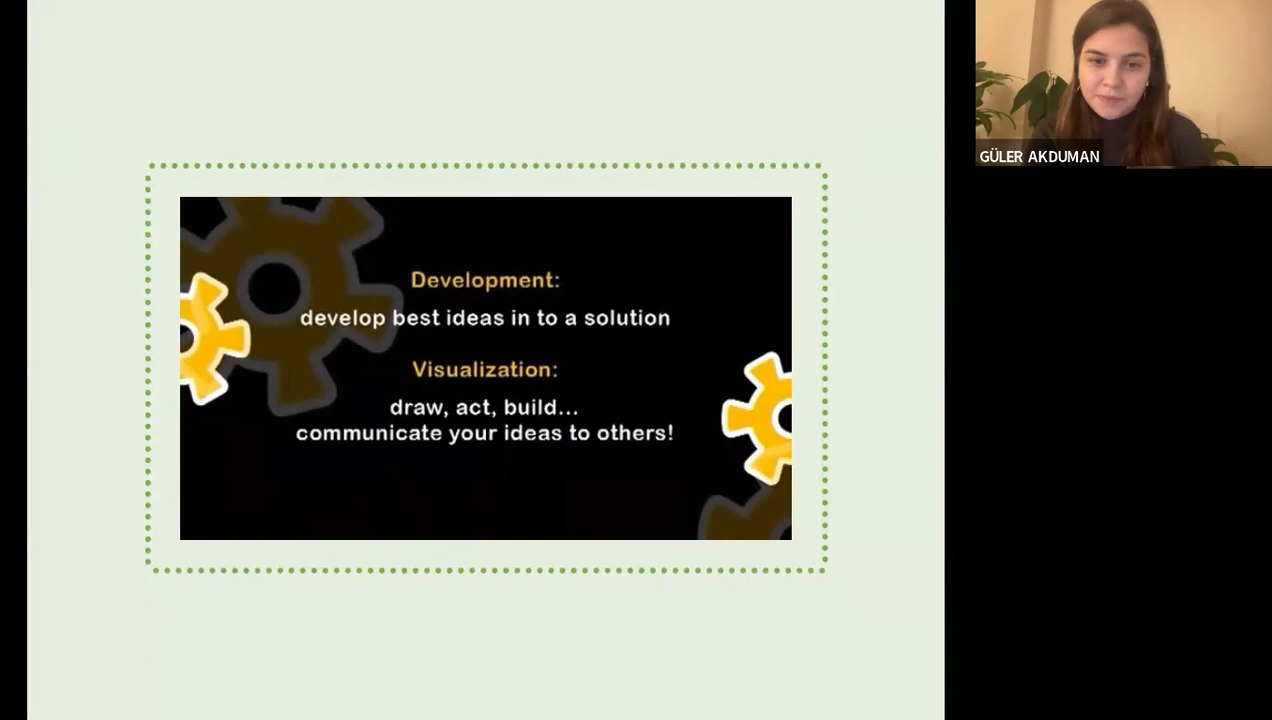 Development:
develop best ideas in to a solution
Visualization:
draw, act, build...
communicate your ideas to others!
GÜLER AKDUMAN